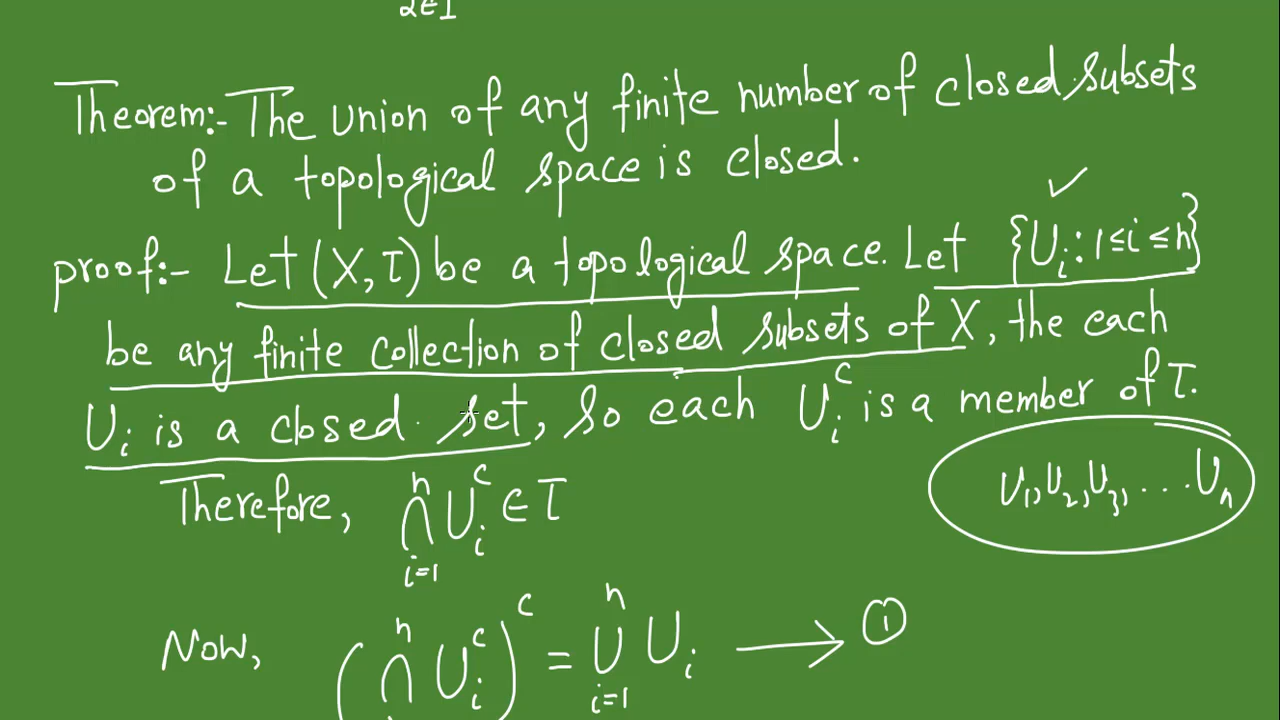 α∈I
Theorem:- The union of any finite number of closed subsets
of a topological space is closed.
proof:- Let (X, τ) be a topological space. Let {Uᵢ : 1≤i≤n}
be any finite collection of closed subsets of X, the each
Uᵢ is a closed set, so each Uᵢᶜ is a member of τ.
U₁, U₂, U₃, .... Uₙ
Therefore, ⋂ᵢ₌₁ⁿ Uᵢᶜ ∈ τ
Now, (⋂ⁿ Uᵢᶜ)ᶜ = ⋃ᵢ₌₁ⁿ Uᵢ ⟶ ①